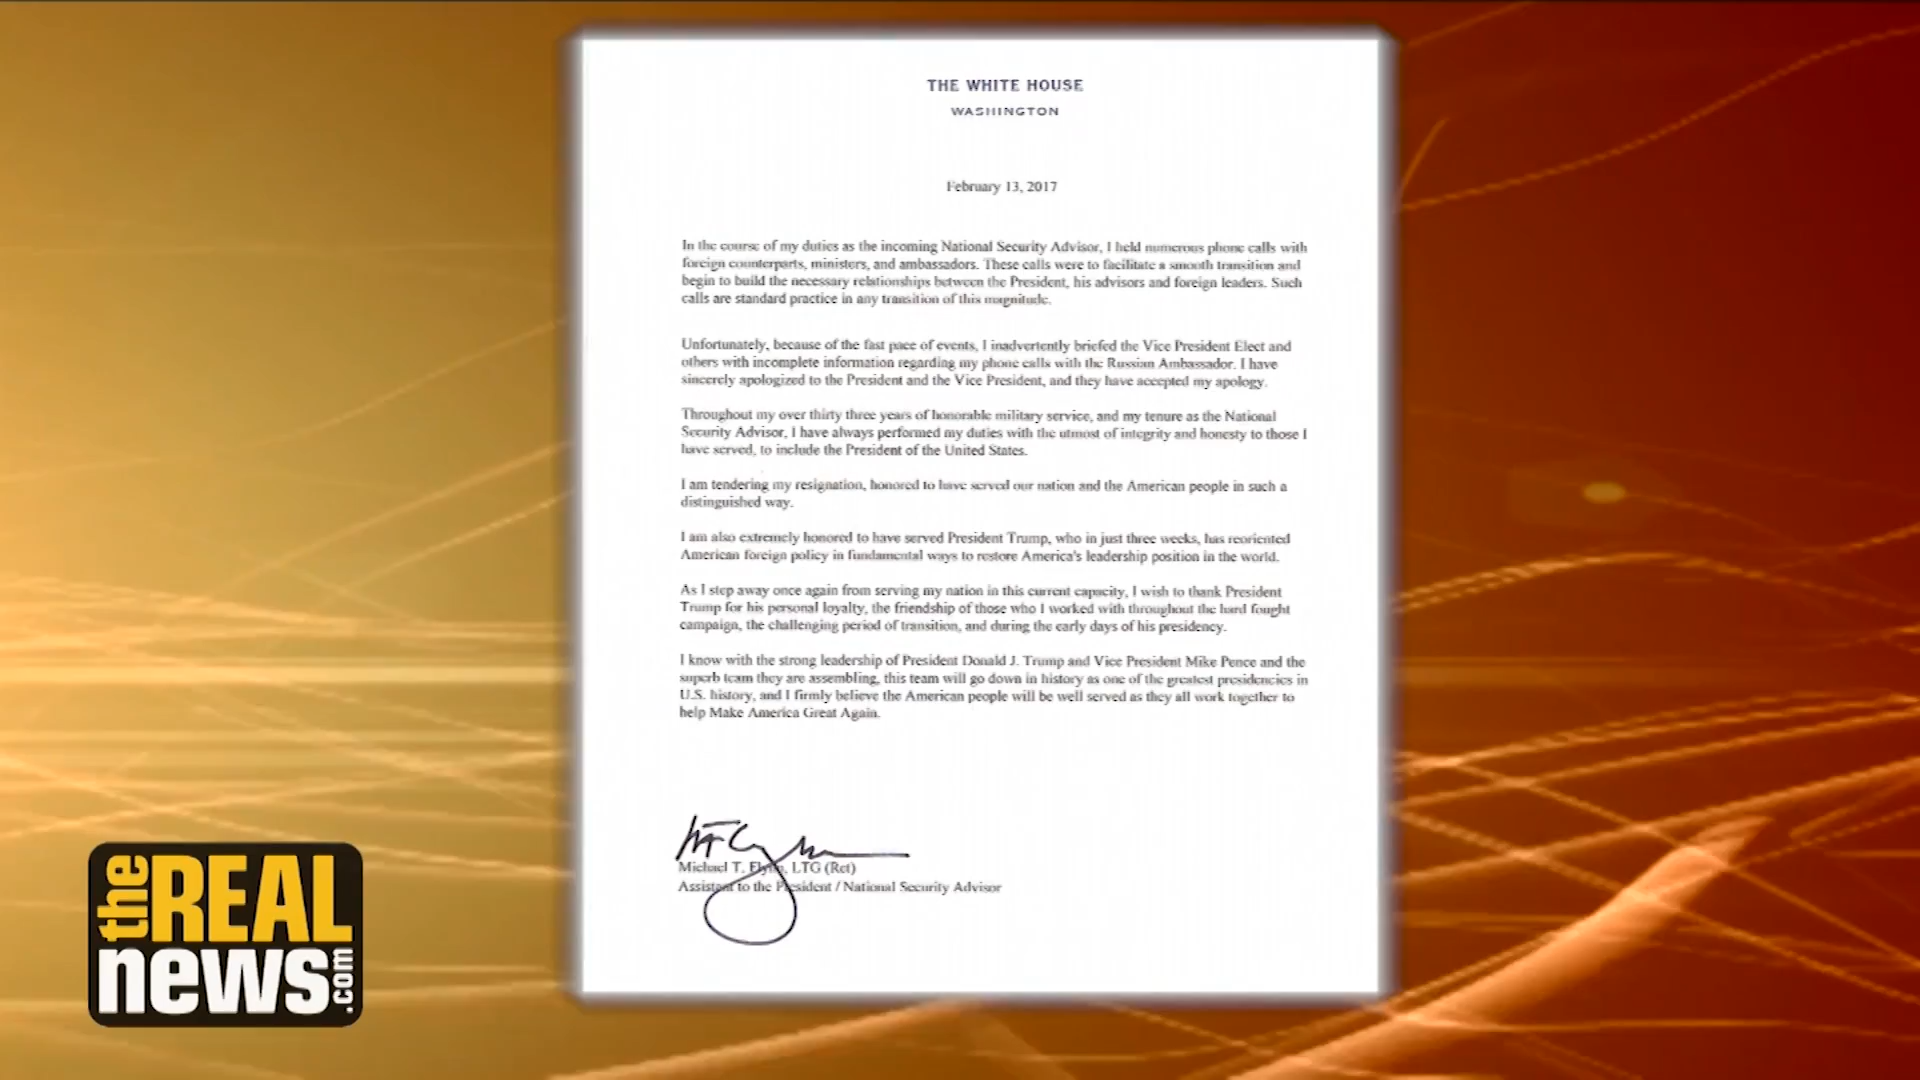 THE WHITE HOUSE
WASHINGTON
February 13, 2017
In the course of my duties as the incoming National Security Advisor, I held numerous phone calls with
foreign counterparts, ministers, and ambassadors. These calls were to facilitate a smooth transition and
begin to build the necessary relationships between the President, his advisors and foreign leaders. Such
calls are standard practice in any transition of this magnitude.
Unfortunately, because of the fast pace of events, I inadvertently briefed the Vice President Elect and
others with incomplete information regarding my phone calls with the Russian Ambassador. I have
sincerely apologized to the President and the Vice President, and they have accepted my apology.
Throughout my over thirty three years of honorable military service, and my tenure as the National
Security Advisor, I have always performed my duties with the utmost of integrity and honesty to those I
have served, to include the President of the United States.
I am tendering my resignation, honored to have served our nation and the American people in such a
distinguished way.
I am also extremely honored to have served President Trump, who in just three weeks, has reoriented
American foreign policy in fundamental ways to restore America's leadership position in the world.
As I step away once again from serving my nation in this current capacity, I wish to thank President
Trump for his personal loyalty, the friendship of those who I worked with throughout the hard fought
campaign, the challenging period of transition, and during the early days of his presidency.
I know with the strong leadership of President Donald J. Trump and Vice President Mike Pence and the
superb team they are assembling, this team will go down in history as one of the greatest presidencies in
U.S. history, and I firmly believe the American people will be well served as they all work together to
help Make America Great Again.
Michael T. Flynn, LTG (Ret)
Assistant to the President / National Security Advisor
the REAL
news.com